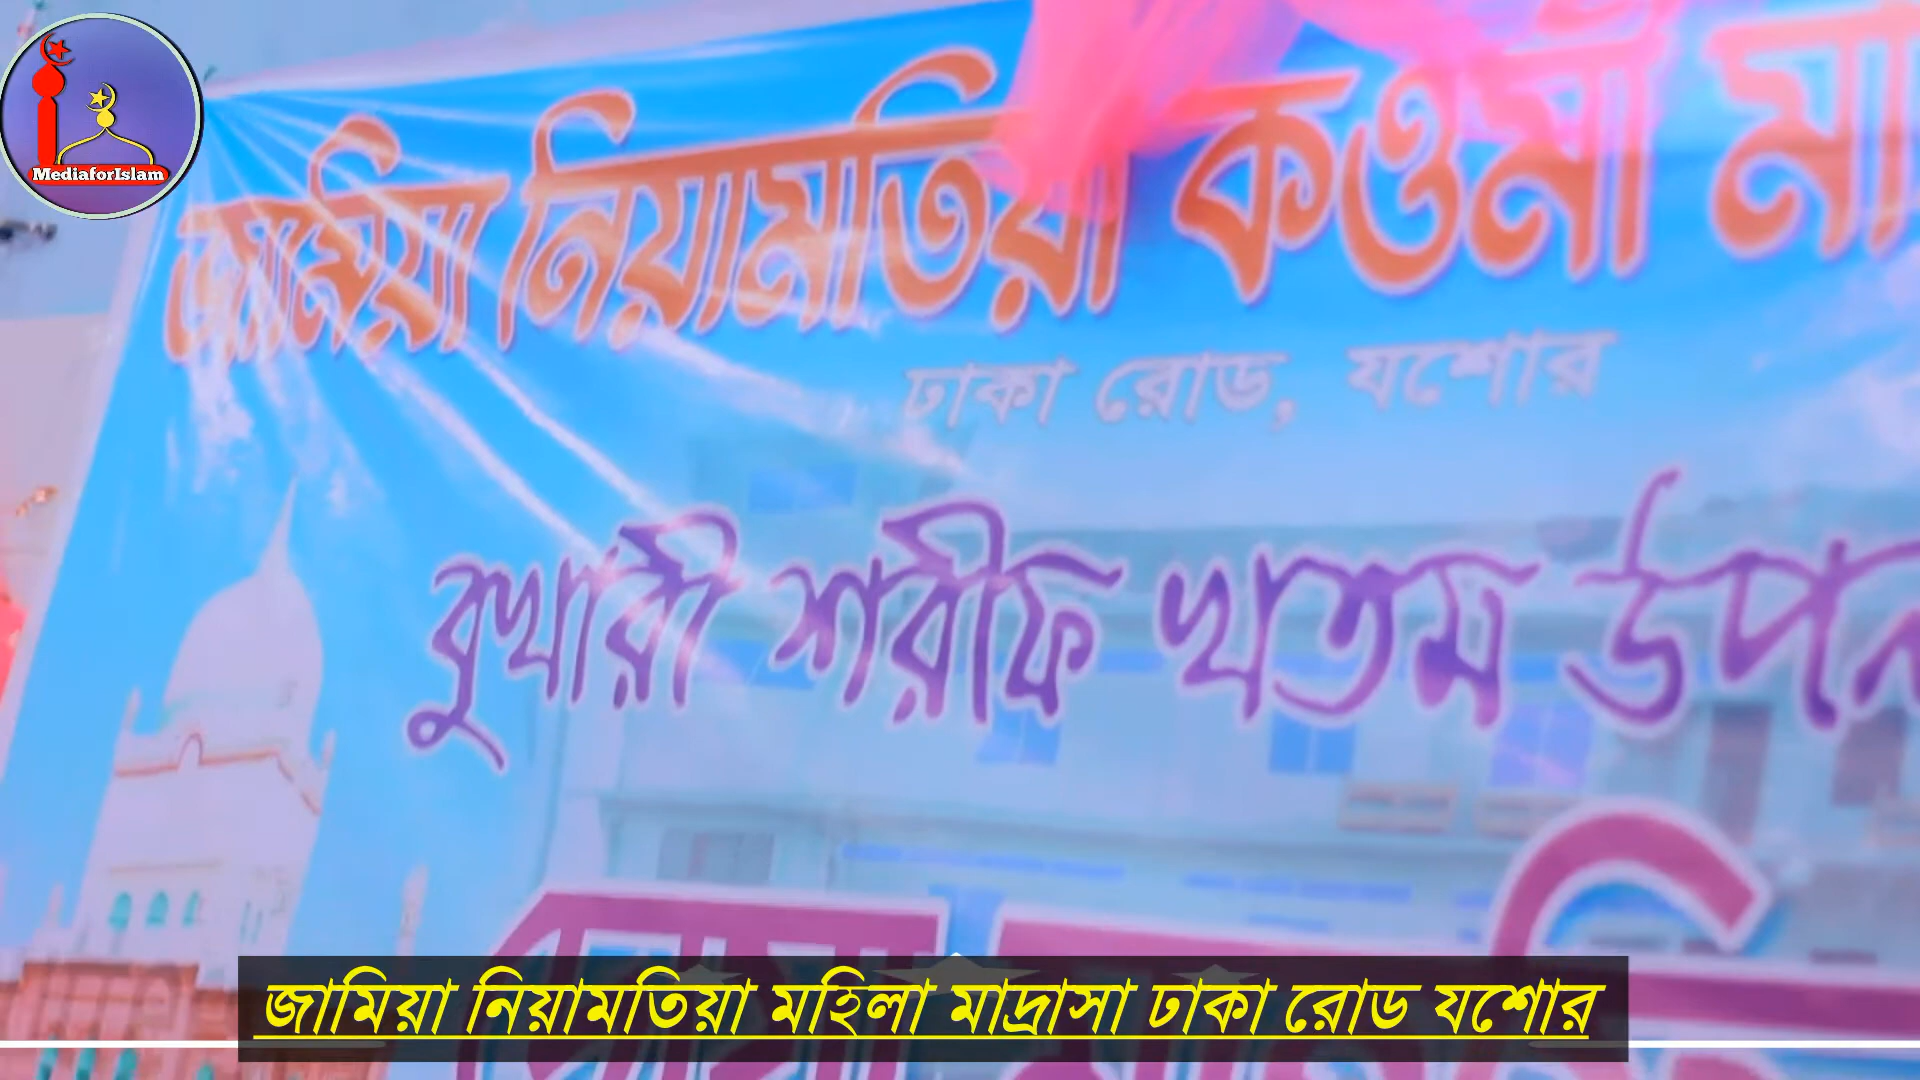 MediaforIslam
জামিয়া নিয়ামতিয়া কওমী
ঢাকা রোড, যশোর
বুখারী শরীফ খতম
জামিয়া নিয়ামতিয়া মহিলা মাদ্রাসা ঢাকা রোড যশোর